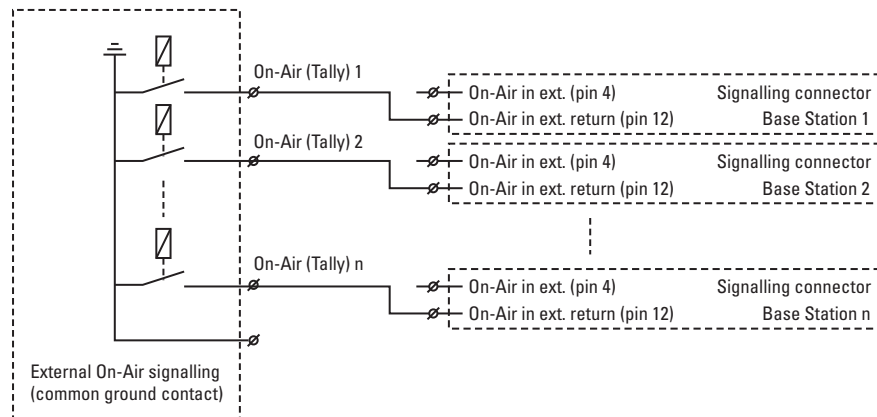 On-Air (Tally) 1
On-Air in ext. (pin 4) Signalling connector
On-Air in ext. return (pin 12) Base Station 1
On-Air (Tally) 2
On-Air in ext. (pin 4) Signalling connector
On-Air in ext. return (pin 12) Base Station 2
On-Air (Tally) n
On-Air in ext. (pin 4) Signalling connector
On-Air in ext. return (pin 12) Base Station n
External On-Air signalling
(common ground contact)